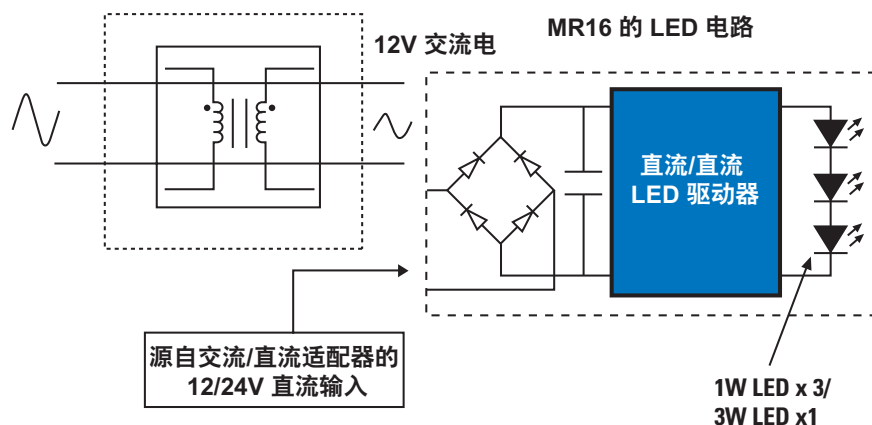 MR16 的 LED 电路
12V 交流电
直流/直流
LED 驱动器
源自交流/直流适配器的
12/24V 直流输入
1W LED x 3/
3W LED x1